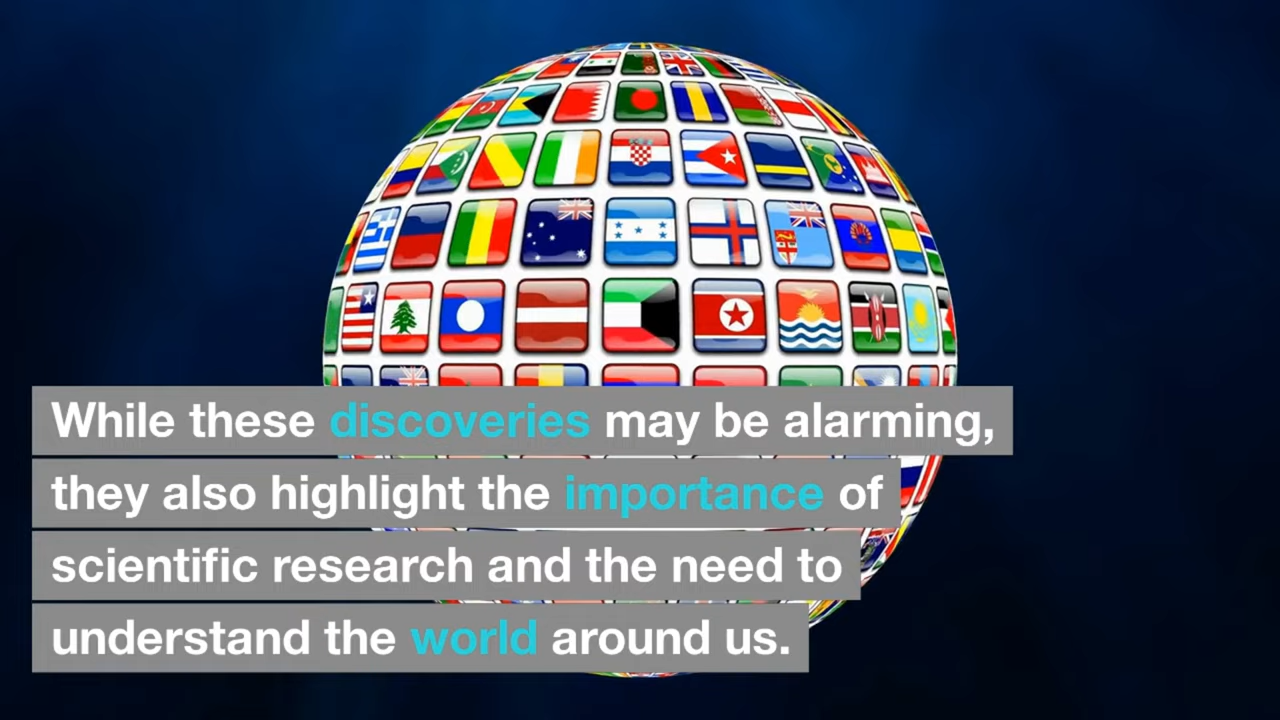 While these discoveries may be alarming,
they also highlight the importance of
scientific research and the need to
understand the world around us.